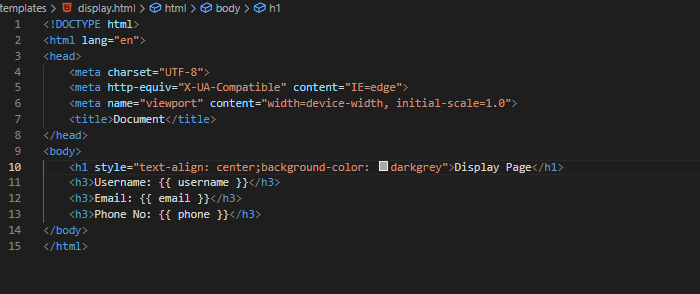 templates > display.html > html > body > h1
1 <!DOCTYPE html>
2 <html lang="en">
3 <head>
4 <meta charset="UTF-8">
5 <meta http-equiv="X-UA-Compatible" content="IE=edge">
6 <meta name="viewport" content="width=device-width, initial-scale=1.0">
7 <title>Document</title>
8 </head>
9 <body>
10 <h1 style="text-align: center;background-color: darkgrey">Display Page</h1>
11 <h3>Username: {{ username }}</h3>
12 <h3>Email: {{ email }}</h3>
13 <h3>Phone No: {{ phone }}</h3>
14 </body>
15 </html>